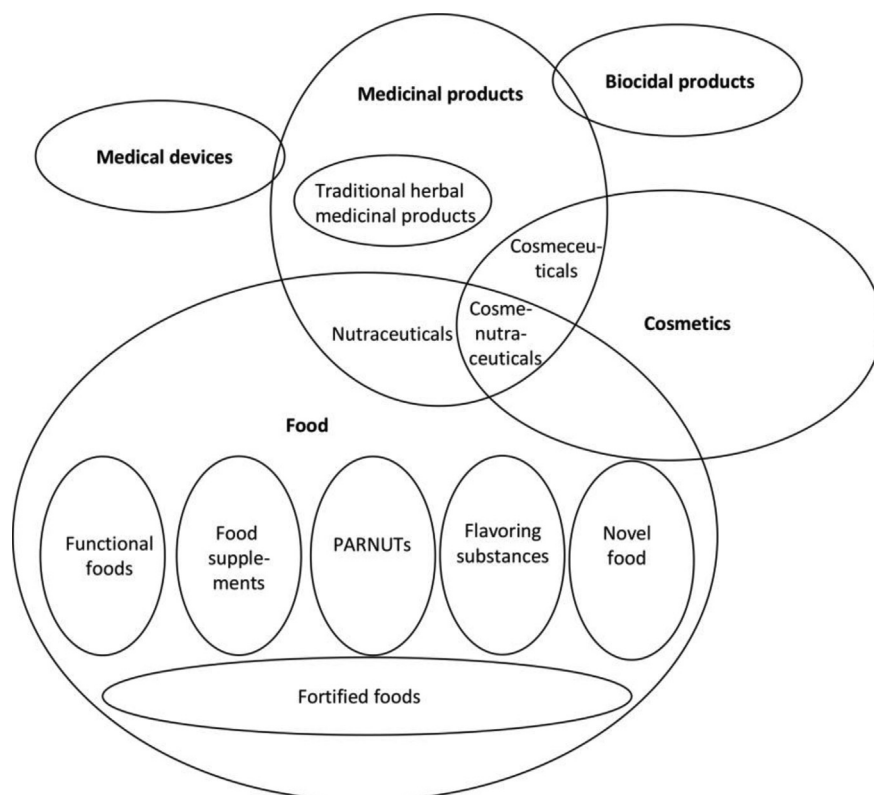 Medicinal products
Biocidal products
Medical devices
Traditional herbal
medicinal products
Cosmeceu-
ticals
Nutraceuticals
Cosme-
nutra-
ceuticals
Cosmetics
Food
Functional
foods
Food
supple-
ments
PARNUTs
Flavoring
substances
Novel
food
Fortified foods